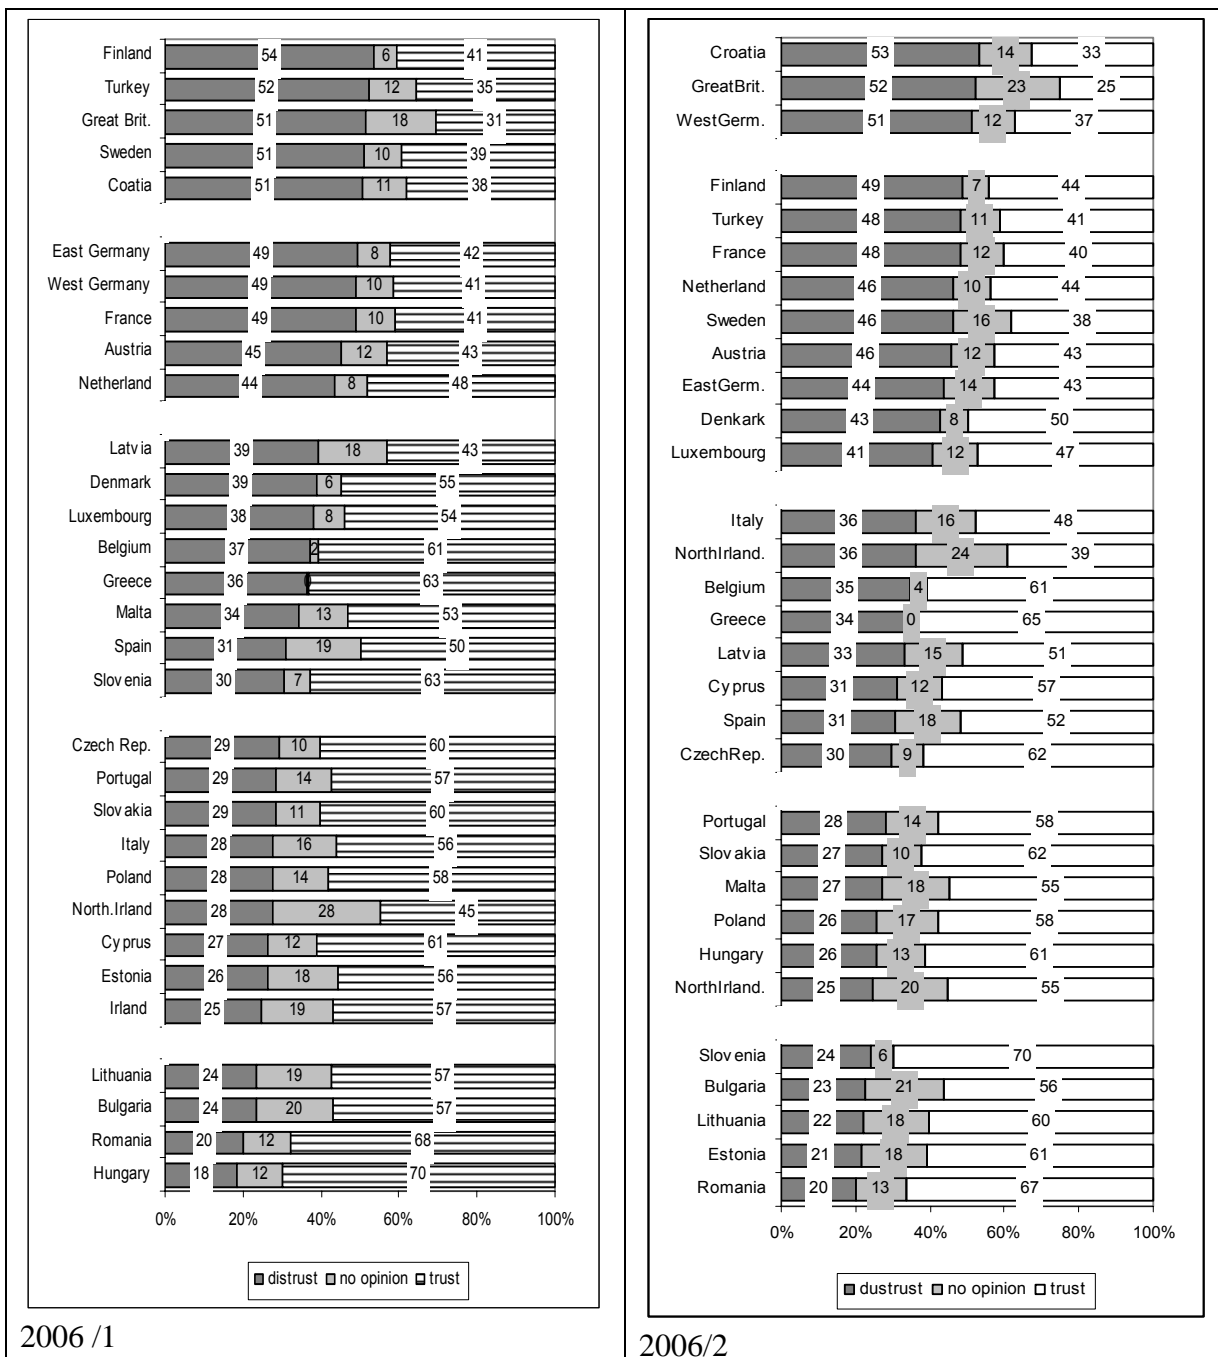 Finland 54 6 41
Turkey 52 12 35
Great Brit. 51 18 31
Sweden 51 10 39
Coatia 51 11 38
East Germany 49 8 42
West Germany 49 10 41
France 49 10 41
Austria 45 12 43
Netherland 44 8 48
Latvia 39 18 43
Denmark 39 6 55
Luxembourg 38 8 54
Belgium 37 2 61
Greece 36 0 63
Malta 34 13 53
Spain 31 19 50
Slovenia 30 7 63
Czech Rep. 29 10 60
Portugal 29 14 57
Slovakia 29 11 60
Italy 28 16 56
Poland 28 14 58
North.Irland 28 28 45
Cyprus 27 12 61
Estonia 26 18 56
Irland 25 19 57
Lithuania 24 19 57
Bulgaria 24 20 57
Romania 20 12 68
Hungary 18 12 70
0% 20% 40% 60% 80% 100%
distrust no opinion trust
2006 /1
Croatia 53 14 33
GreatBrit. 52 23 25
WestGerm. 51 12 37
Finland 49 7 44
Turkey 48 11 41
France 48 12 40
Netherland 46 10 44
Sweden 46 16 38
Austria 46 12 43
EastGerm. 44 14 43
Denkark 43 8 50
Luxembourg 41 12 47
Italy 36 16 48
NorthIrland. 36 24 39
Belgium 35 4 61
Greece 34 0 65
Latvia 33 15 51
Cyprus 31 12 57
Spain 31 18 52
CzechRep. 30 9 62
Portugal 28 14 58
Slovakia 27 10 62
Malta 27 18 55
Poland 26 17 58
Hungary 26 13 61
NorthIrland. 25 20 55
Slovenia 24 6 70
Bulgaria 23 21 56
Lithuania 22 18 60
Estonia 21 18 61
Romania 20 13 67
0% 20% 40% 60% 80% 100%
dustrust no opinion trust
2006/2